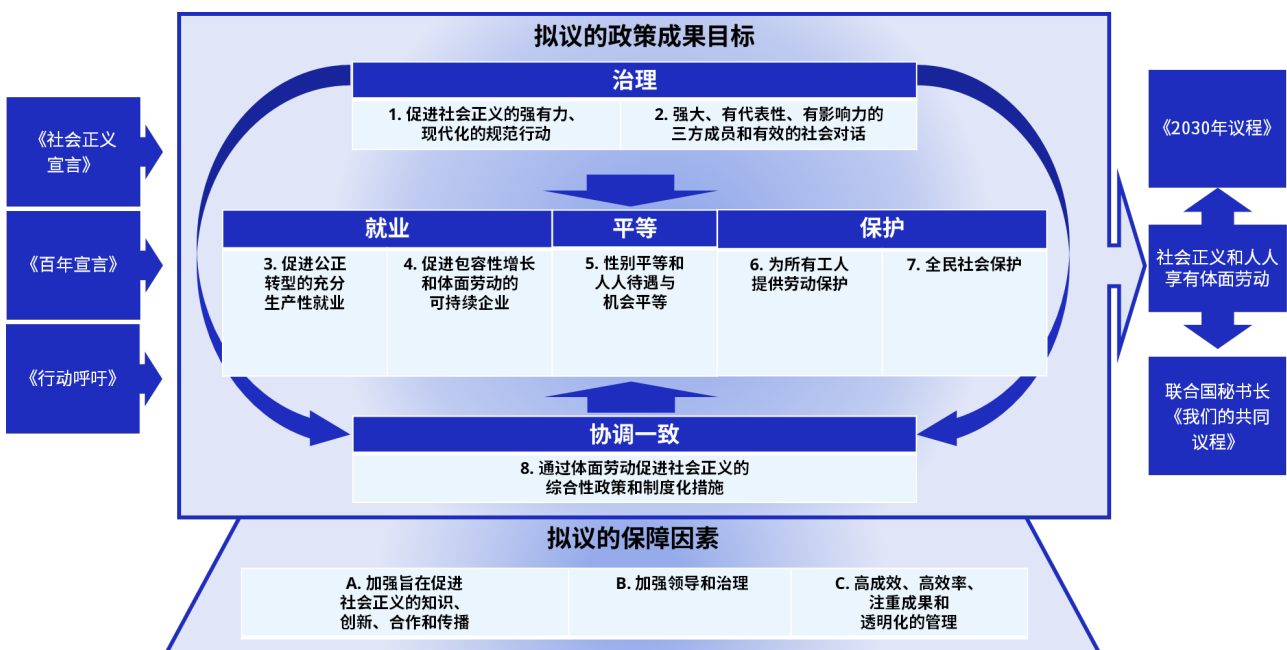 拟议的政策成果目标
治理
1. 促进社会正义的强有力、
现代化的规范行动
2. 强大、有代表性、有影响力的
三方成员和有效的社会对话
《社会正义
宣言》
《百年宣言》
《行动呼吁》
就业
平等
保护
3. 促进公正
转型的充分
生产性就业
4. 促进包容性增长
和体面劳动的
可持续企业
5. 性别平等和
人人待遇与
机会平等
6. 为所有工人
提供劳动保护
7. 全民社会保护
协调一致
8. 通过体面劳动促进社会正义的
综合性政策和制度化措施
《2030年议程》
社会正义和人人
享有体面劳动
联合国秘书长
《我们的共同
议程》
拟议的保障因素
A. 加强旨在促进
社会正义的知识、
创新、合作和传播
B. 加强领导和治理
C. 高成效、高效率、
注重成果和
透明化的管理